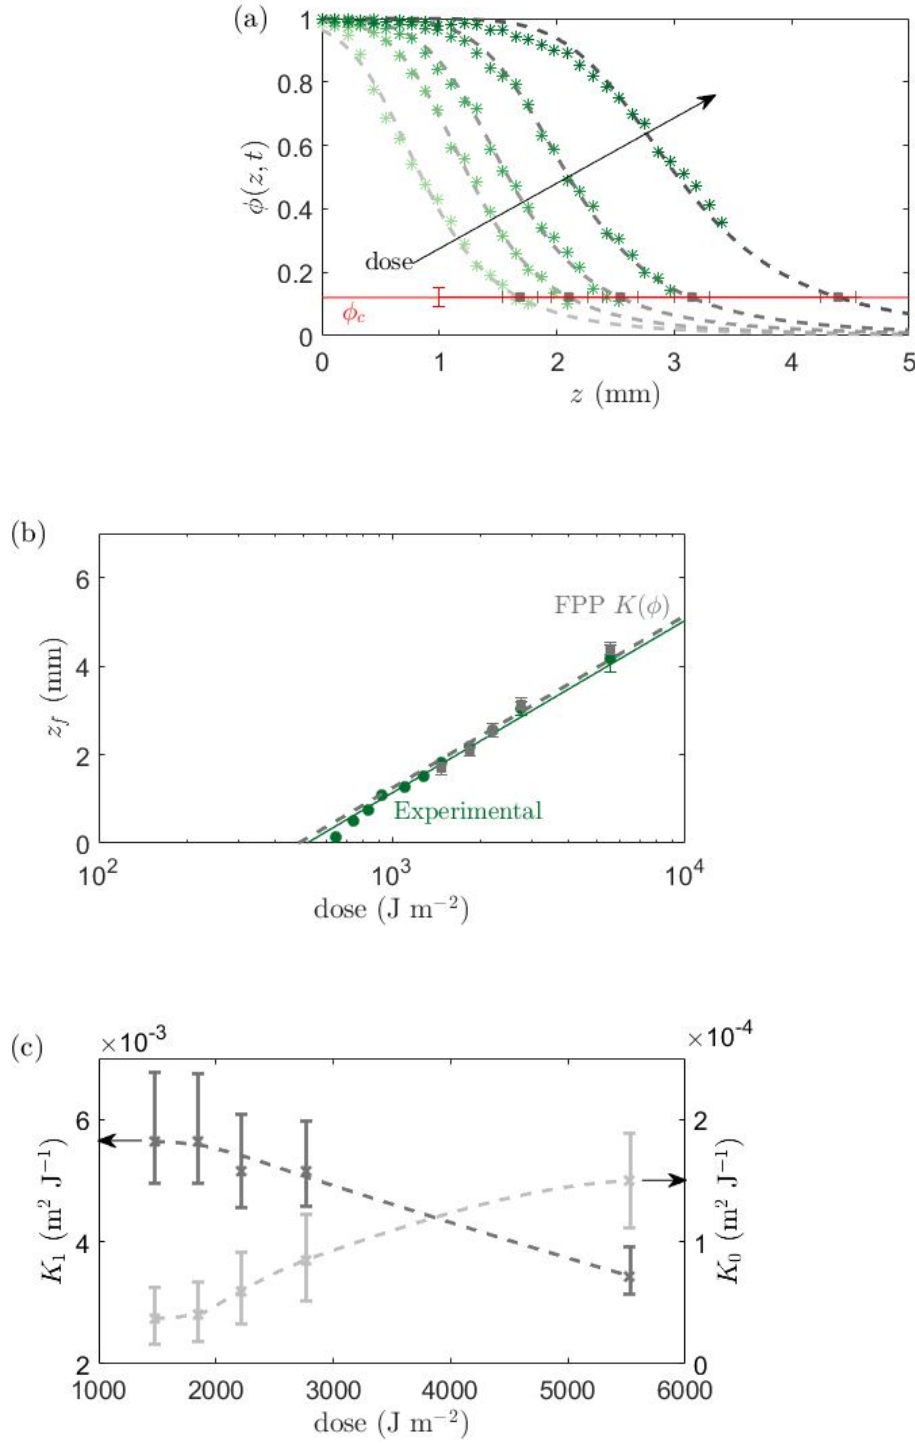 (a)
1
0.8
0.6
0.4
0.2
0
ϕ(z, t)
dose
ϕc
0 1 2 3 4 5
z (mm)
(b)
6
4
2
0
zf (mm)
FPP K(ϕ)
Experimental
10² 10³ 10⁴
dose (J m⁻²)
(c)
×10⁻³
×10⁻⁴
6
4
2
K₁ (m² J⁻¹)
2
1
0
K₀ (m² J⁻¹)
1000 2000 3000 4000 5000 6000
dose (J m⁻²)